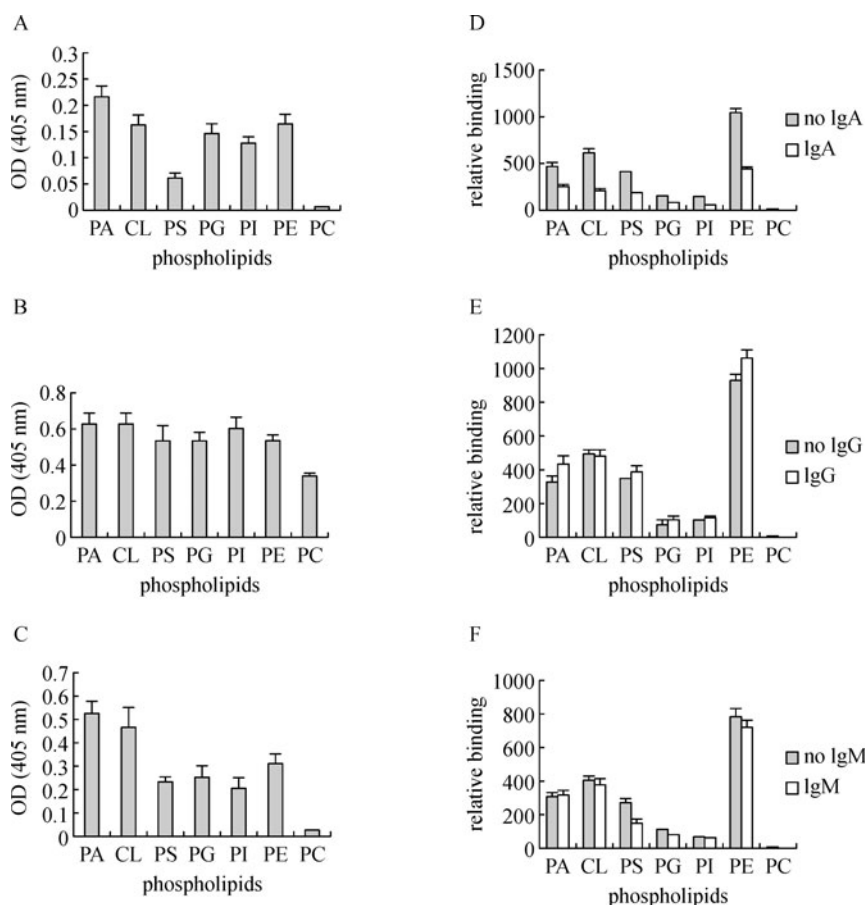 A
OD (405 nm)
0.3
0.25
0.2
0.15
0.1
0.05
0
PA CL PS PG PI PE PC
phospholipids
D
relative binding
1500
1000
500
0
PA CL PS PG PI PE PC
phospholipids
no IgA
IgA
B
OD (405 nm)
0.8
0.6
0.4
0.2
0
PA CL PS PG PI PE PC
phospholipids
E
relative binding
1200
1000
800
600
400
200
0
PA CL PS PG PI PE PC
phospholipids
no IgG
IgG
C
OD (405 nm)
0.7
0.6
0.5
0.4
0.3
0.2
0.1
0
PA CL PS PG PI PE PC
phospholipids
F
relative binding
1000
800
600
400
200
0
PA CL PS PG PI PE PC
phospholipids
no IgM
IgM